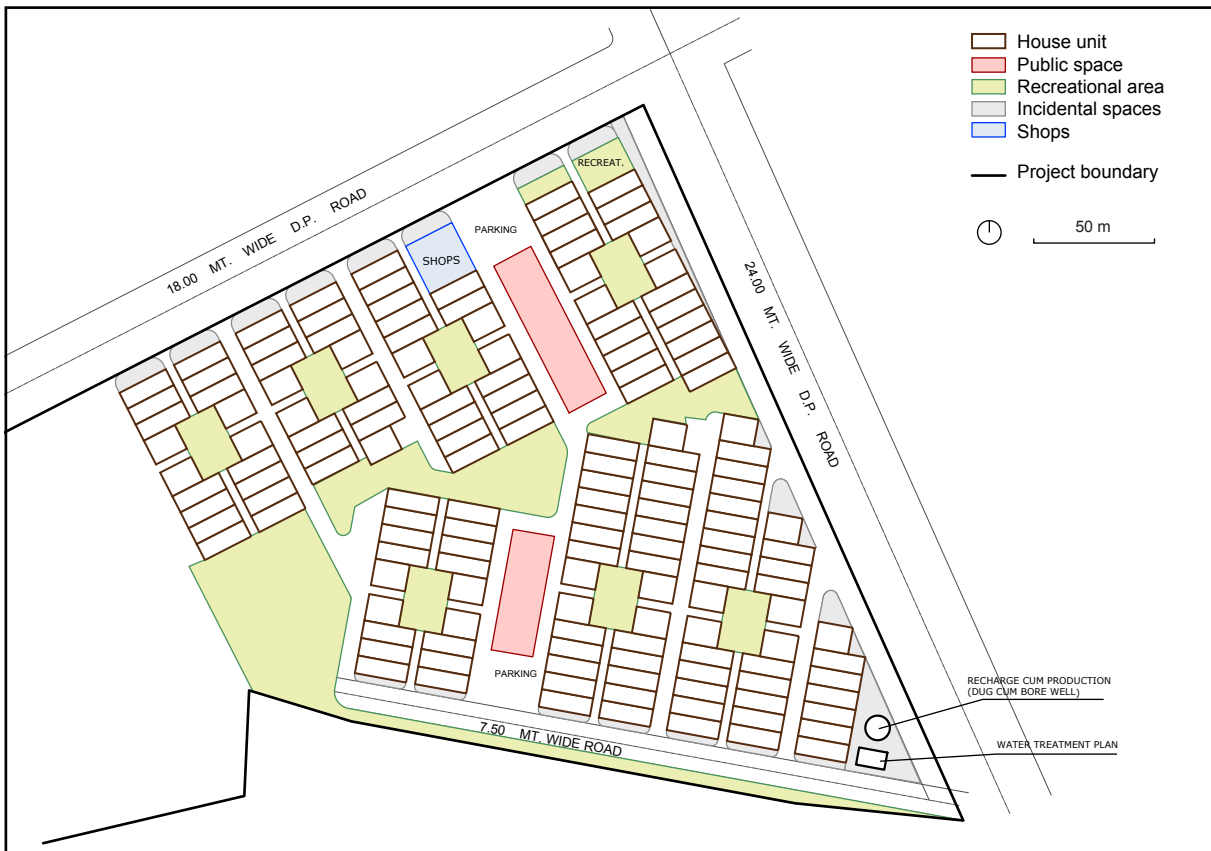 House unit
Public space
Recreational area
Incidental spaces
Shops
Project boundary
50 m
18.00 MT. WIDE D.P. ROAD
RECREAT.
PARKING
SHOPS
24.00 MT. WIDE D.P. ROAD
PARKING
7.50 MT. WIDE ROAD
RECHARGE CUM PRODUCTION
(DUG CUM BORE WELL)
WATER TREATMENT PLAN